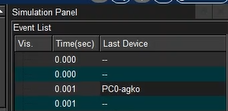 Simulation Panel
Event List
Vis. Time(sec) Last Device
0.000 --
0.000 --
0.001 PC0-agko
0.001 --